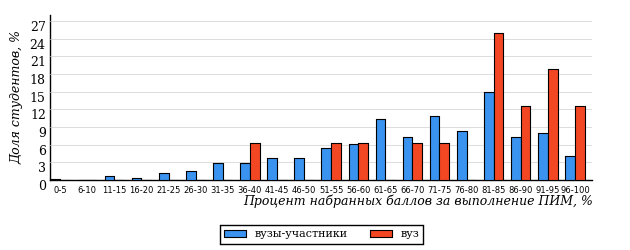 Доля студентов, %
27
24
21
18
15
12
9
6
3
0
0-5 6-10 11-15 16-20 21-25 26-30 31-35 36-40 41-45 46-50 51-55 56-60 61-65 66-70 71-75 76-80 81-85 86-90 91-95 96-100
Процент набранных баллов за выполнение ПИМ, %
вузы-участники вуз